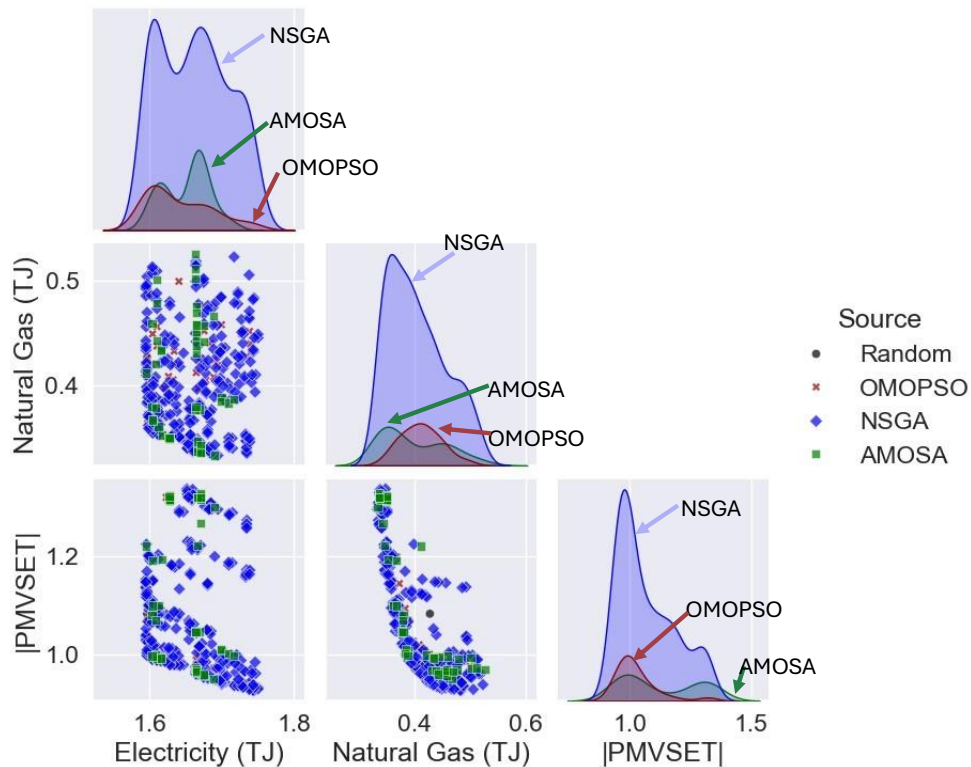 NSGA
AMOSA
OMOPSO
Natural Gas (TJ)
0.5
0.4
NSGA
AMOSA
OMOPSO
Source
Random
OMOPSO
NSGA
AMOSA
|PMVSET|
1.2
1.0
NSGA
OMOPSO
AMOSA
1.6 1.8
0.4 0.6
1.0 1.5
Electricity (TJ)
Natural Gas (TJ)
|PMVSET|